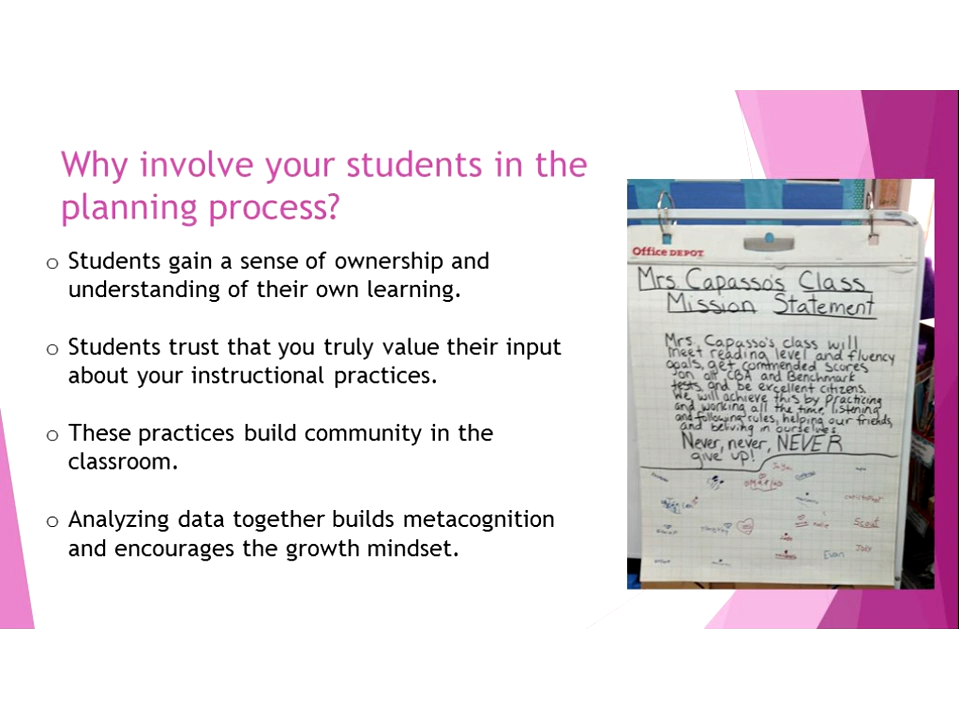 Why involve your students in the
planning process?
o Students gain a sense of ownership and
understanding of their own learning.
o Students trust that you truly value their input
about your instructional practices.
o These practices build community in the
classroom.
o Analyzing data together builds metacognition
and encourages the growth mindset.
Office DEPOT
Mrs. Capasso's Class
Mission Statement
Mrs. Capasso's class will
meet reading level and fluency
goals, get commended scores
on all CBA and Benchmark
tests, and be excellent citizens.
We will achieve this by practicing
and working all the time, listening
and following rules, helping our friends,
and beliving in ourselves.
Never, never, NEVER
give up!
Scout
Evan